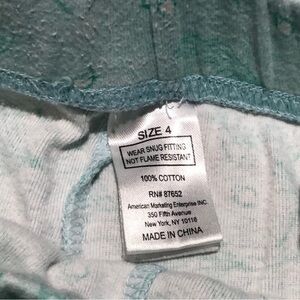 SIZE 4
WEAR SNUG FITTING
NOT FLAME RESISTANT
100% COTTON
RN# 87652
American Marketing Enterprise INC.
350 Fifth Avenue
New York, NY 10118
MADE IN CHINA